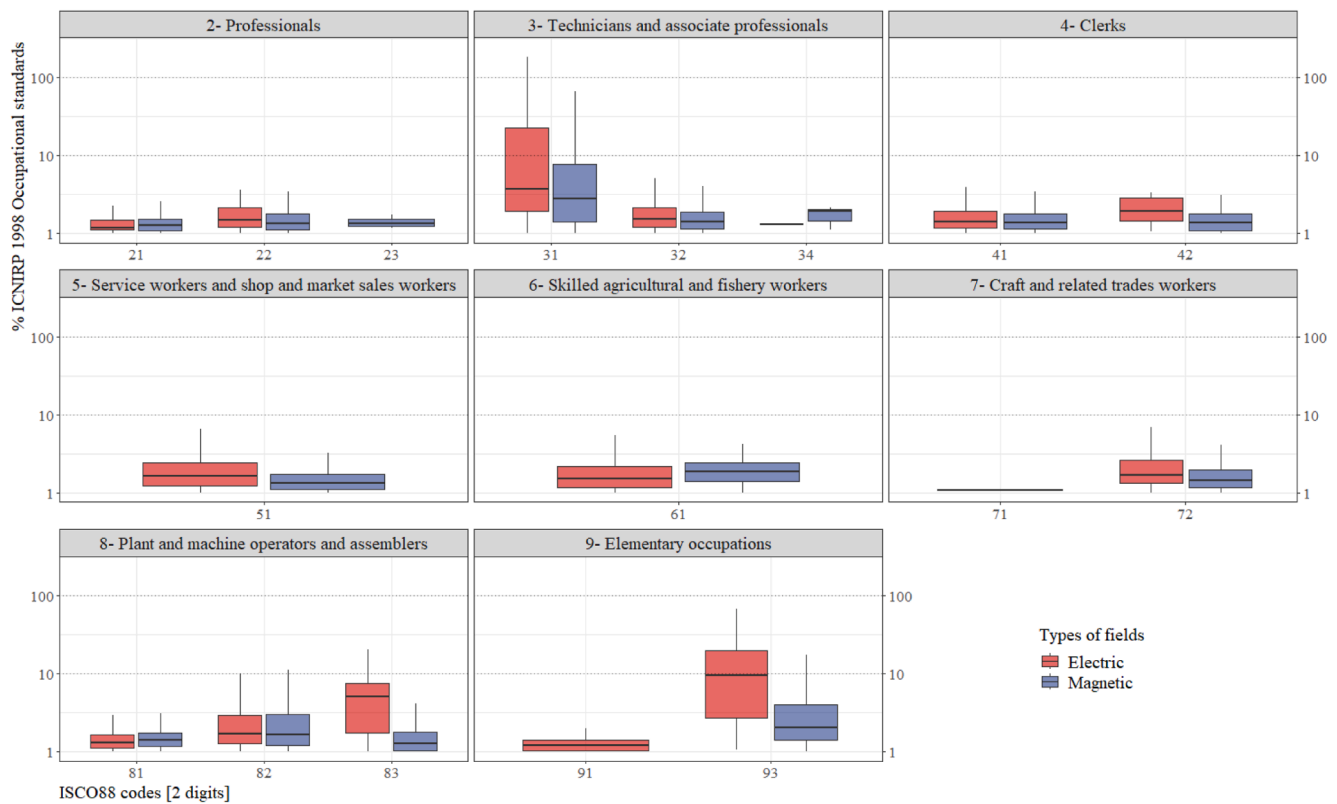 % ICNIRP 1998 Occupational standards
2- Professionals
3- Technicians and associate professionals
4- Clerks
100
10
1
100
10
1
21 22 23
31 32 34
41 42
5- Service workers and shop and market sales workers
6- Skilled agricultural and fishery workers
7- Craft and related trades workers
100
10
1
100
10
1
51
61
71 72
8- Plant and machine operators and assemblers
9- Elementary occupations
100
10
1
100
10
1
81 82 83
91 93
Types of fields
Electric
Magnetic
ISCO88 codes [2 digits]